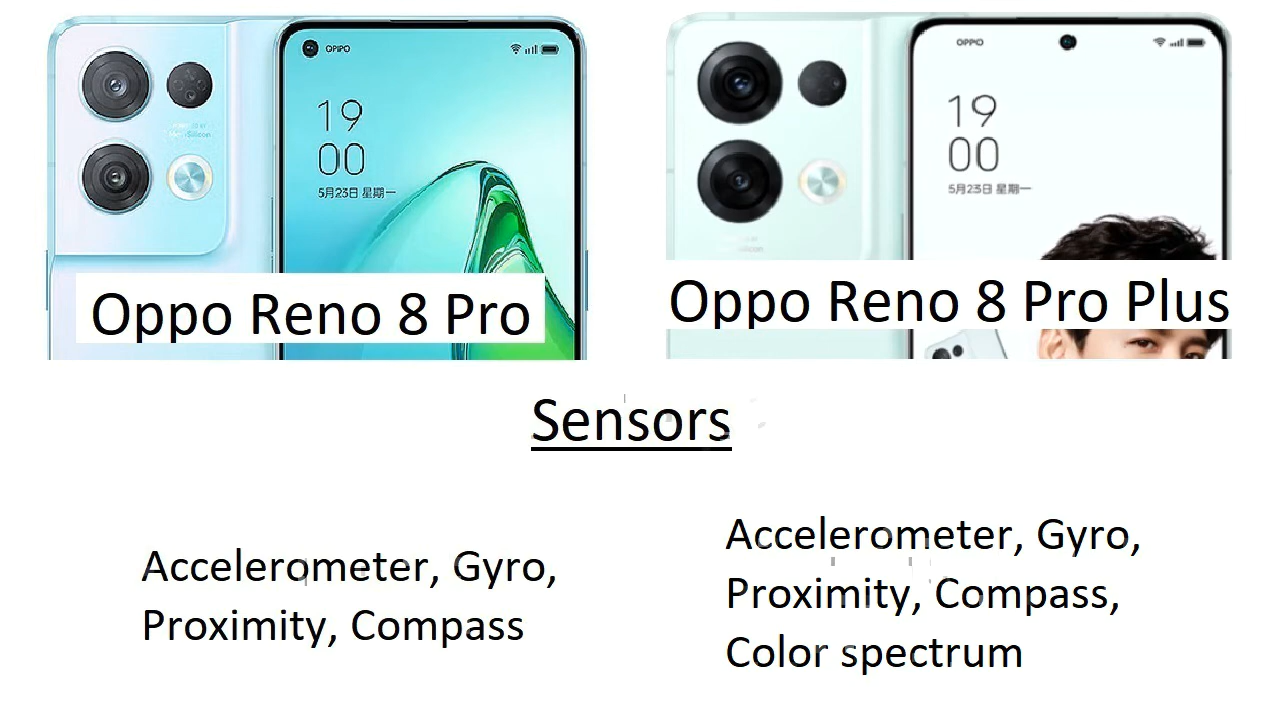 OPPO
19
00
5月23日 星期一
OPPO
19
00
5月23日 星期一
Oppo Reno 8 Pro
Oppo Reno 8 Pro Plus
Sensors
Accelerometer, Gyro,
Proximity, Compass
Accelerometer, Gyro,
Proximity, Compass,
Color spectrum